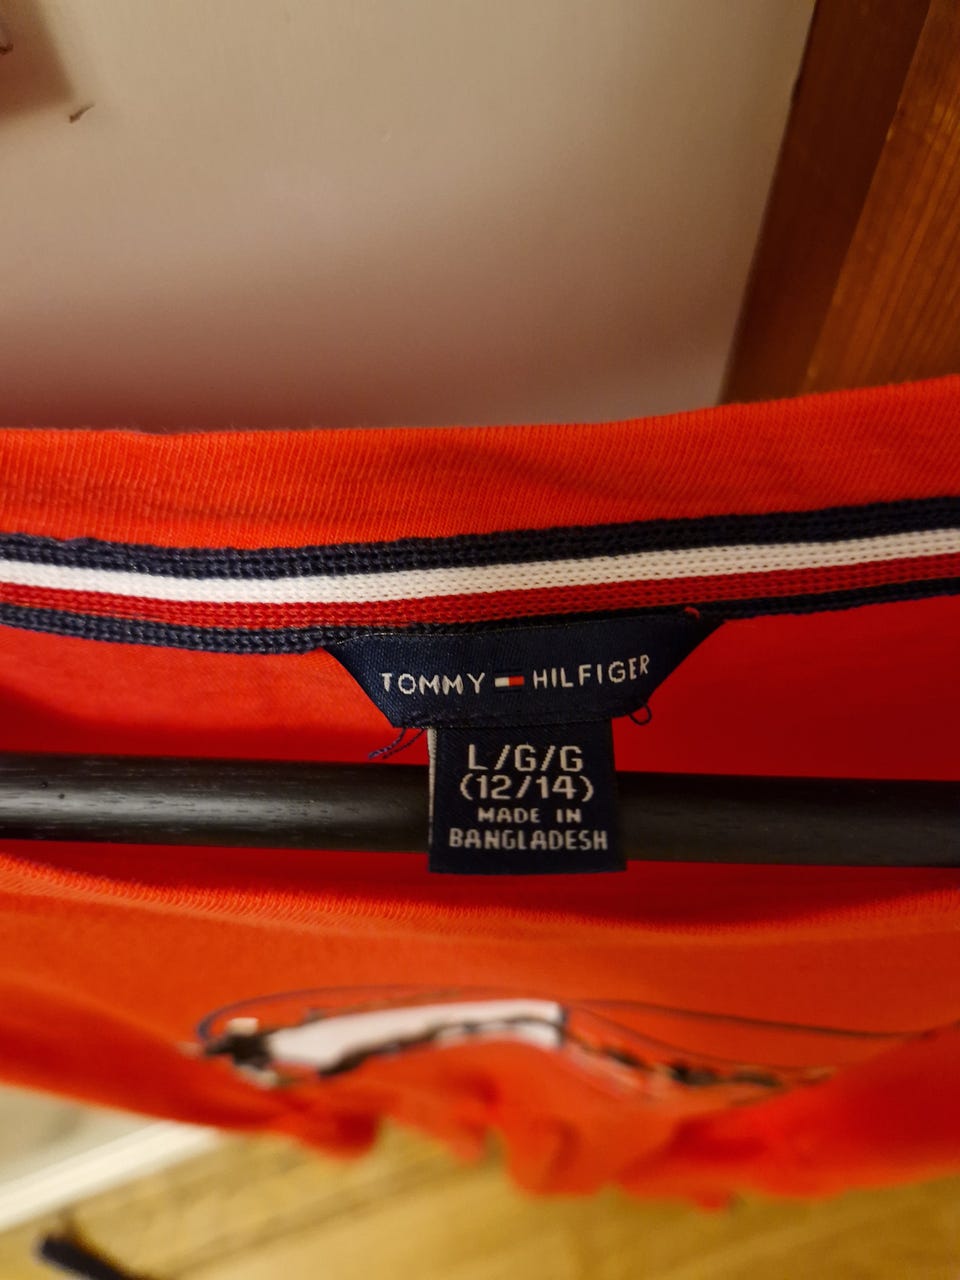 TOMMY HILFIGER
L/G/G
(12/14)
MADE IN
BANGLADESH